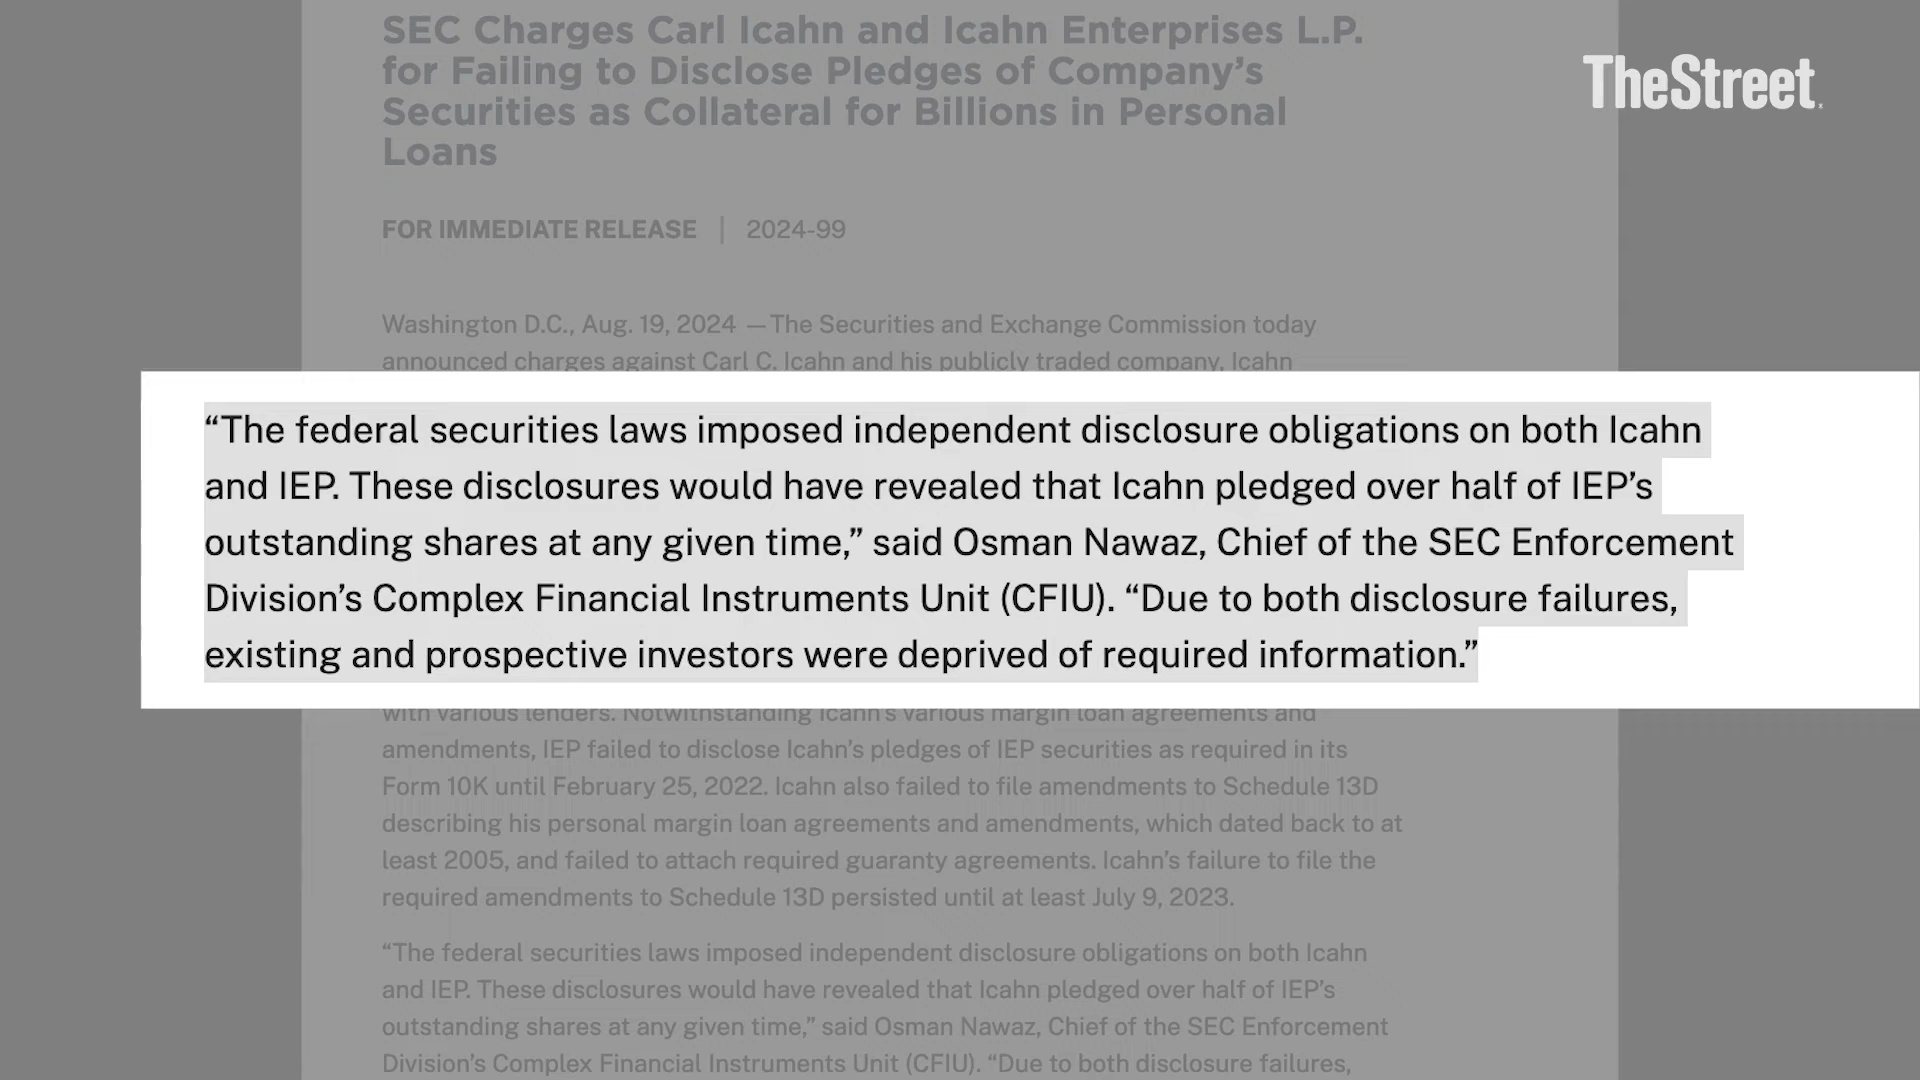 SEC Charges Carl Icahn and Icahn Enterprises L.P.
for Failing to Disclose Pledges of Company’s
Securities as Collateral for Billions in Personal
Loans
TheStreet
FOR IMMEDIATE RELEASE | 2024-99
Washington D.C., Aug. 19, 2024 — The Securities and Exchange Commission today
announced charges against Carl C. Icahn and his publicly traded company, Icahn
“The federal securities laws imposed independent disclosure obligations on both Icahn
and IEP. These disclosures would have revealed that Icahn pledged over half of IEP’s
outstanding shares at any given time,” said Osman Nawaz, Chief of the SEC Enforcement
Division’s Complex Financial Instruments Unit (CFIU). “Due to both disclosure failures,
existing and prospective investors were deprived of required information.”
with various lenders. Notwithstanding Icahn’s various margin loan agreements and
amendments, IEP failed to disclose Icahn’s pledges of IEP securities as required in its
Form 10K until February 25, 2022. Icahn also failed to file amendments to Schedule 13D
describing his personal margin loan agreements and amendments, which dated back to at
least 2005, and failed to attach required guaranty agreements. Icahn’s failure to file the
required amendments to Schedule 13D persisted until at least July 9, 2023.
“The federal securities laws imposed independent disclosure obligations on both Icahn
and IEP. These disclosures would have revealed that Icahn pledged over half of IEP’s
outstanding shares at any given time,” said Osman Nawaz, Chief of the SEC Enforcement
Division’s Complex Financial Instruments Unit (CFIU). “Due to both disclosure failures,